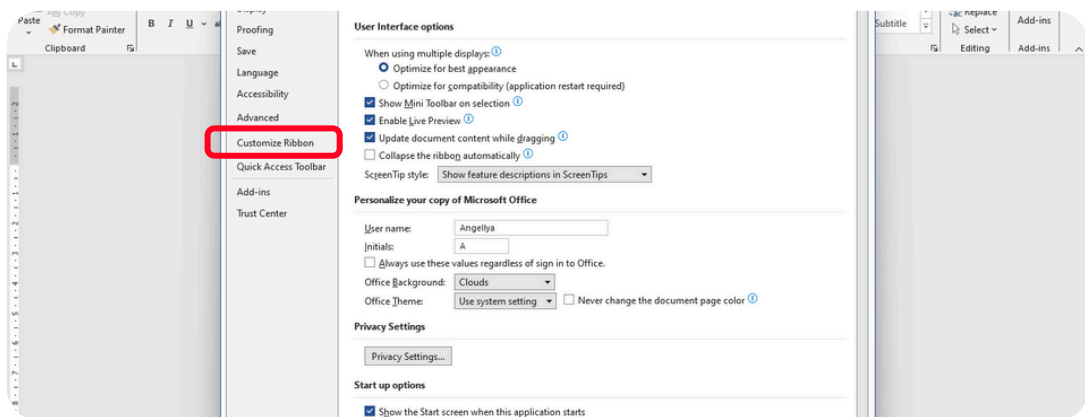 Paste
Copy
Format Painter
Clipboard
B I U
Proofing
Save
Language
Accessibility
Advanced
Customize Ribbon
Quick Access Toolbar
Add-ins
Trust Center
User Interface options
When using multiple displays:
Optimize for best appearance
Optimize for compatibility (application restart required)
Show Mini Toolbar on selection
Enable Live Preview
Update document content while dragging
Collapse the ribbon automatically
ScreenTip style: Show feature descriptions in ScreenTips
Personalize your copy of Microsoft Office
User name: Angellya
Initials: A
Always use these values regardless of sign in to Office.
Office Background: Clouds
Office Theme: Use system setting Never change the document page color
Privacy Settings
Privacy Settings...
Start up options
Show the Start screen when this application starts
Subtitle
Replace
Select
Editing
Add-ins
Add-ins